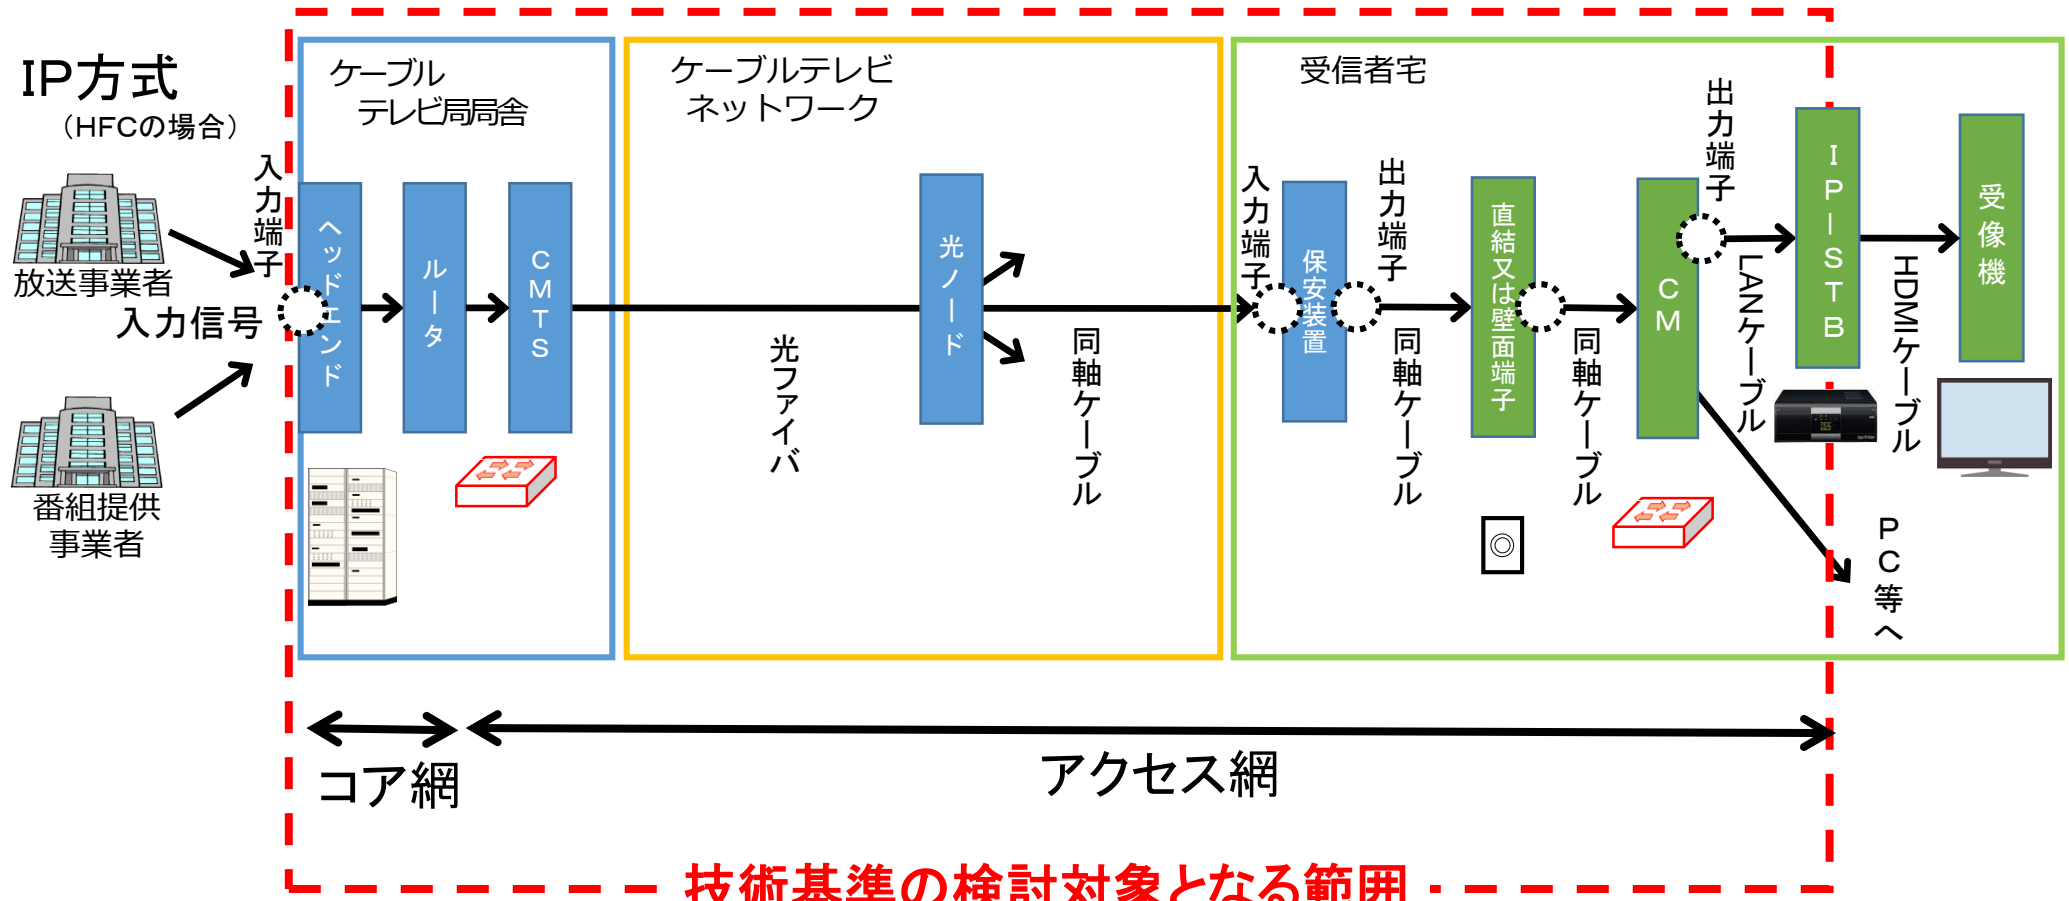 IP方式
（HFCの場合）
放送事業者
入力信号
番組提供
事業者
入力端子
ケーブル
テレビ局局舎
ヘッドエンド
ルータ
CMTS
ケーブルテレビ
ネットワーク
光ファイバ
光ノード
同軸ケーブル
受信者宅
入力端子
保安装置
出力端子
同軸ケーブル
直結又は壁面端子
同軸ケーブル
CM
出力端子
LANケーブル
IP－STB
HDMIケーブル
受像機
PC等へ
コア網
アクセス網
技術基準の検討対象となる範囲